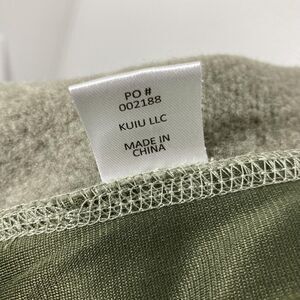 PO #
002188
KUIU LLC
MADE IN
CHINA